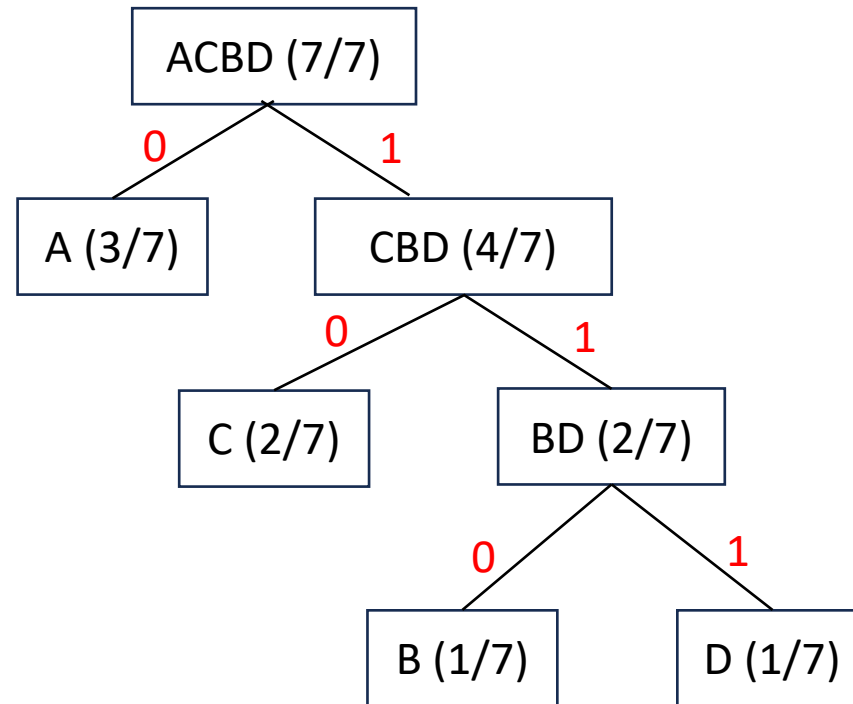 ACBD (7/7)
0
1
A (3/7)
CBD (4/7)
0
1
C (2/7)
BD (2/7)
0
1
B (1/7)
D (1/7)